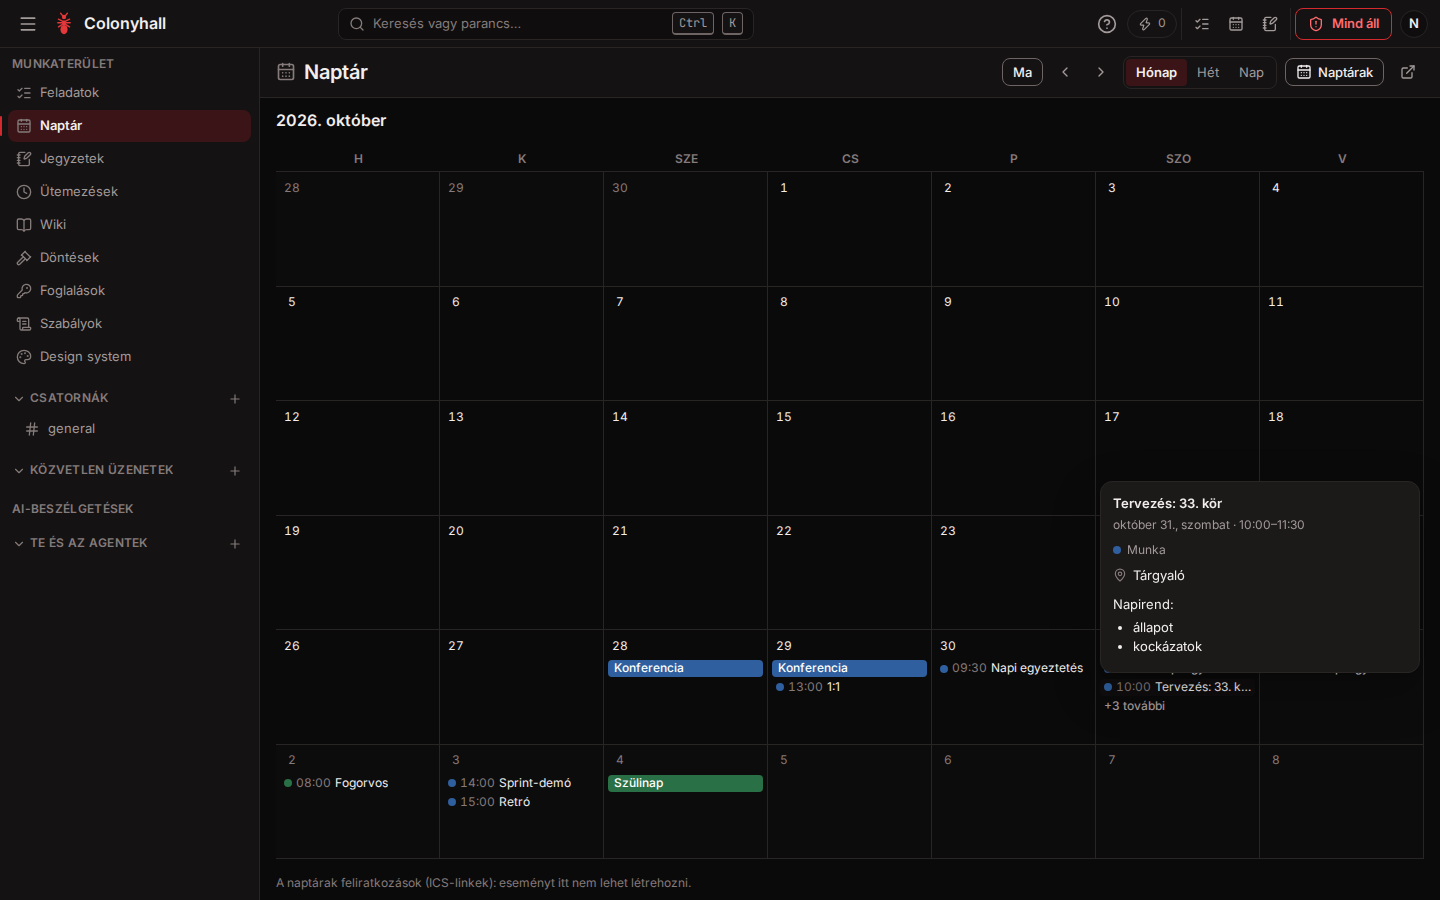 Colonyhall
Keresés vagy parancs...
Ctrl
K
0
Mind áll
N
MUNKATERÜLET
Feladatok
Naptár
Jegyzetek
Ütemezések
Wiki
Döntések
Foglalások
Szabályok
Design system
CSATORNÁK
general
KÖZVETLEN ÜZENETEK
AI-BESZÉLGETÉSEK
TE ÉS AZ AGENTEK
Naptár
Ma
Hónap
Hét
Nap
Naptárak
2026. október
H K SZE CS P SZO V
28 29 30 1 2 3 4
5 6 7 8 9 10 11
12 13 14 15 16 17 18
19 20 21 22 23
Tervezés: 33. kör
október 31., szombat · 10:00–11:30
Munka
Tárgyaló
Napirend:
• állapot
• kockázatok
26 27 28 29 30
Konferencia
Konferencia
13:00 1:1
09:30 Napi egyeztetés
10:00 Tervezés: 33. k...
+3 további
2 3 4 5 6 7 8
08:00 Fogorvos
14:00 Sprint-demó
15:00 Retró
Szülinap
A naptárak feliratkozások (ICS-linkek): eseményt itt nem lehet létrehozni.